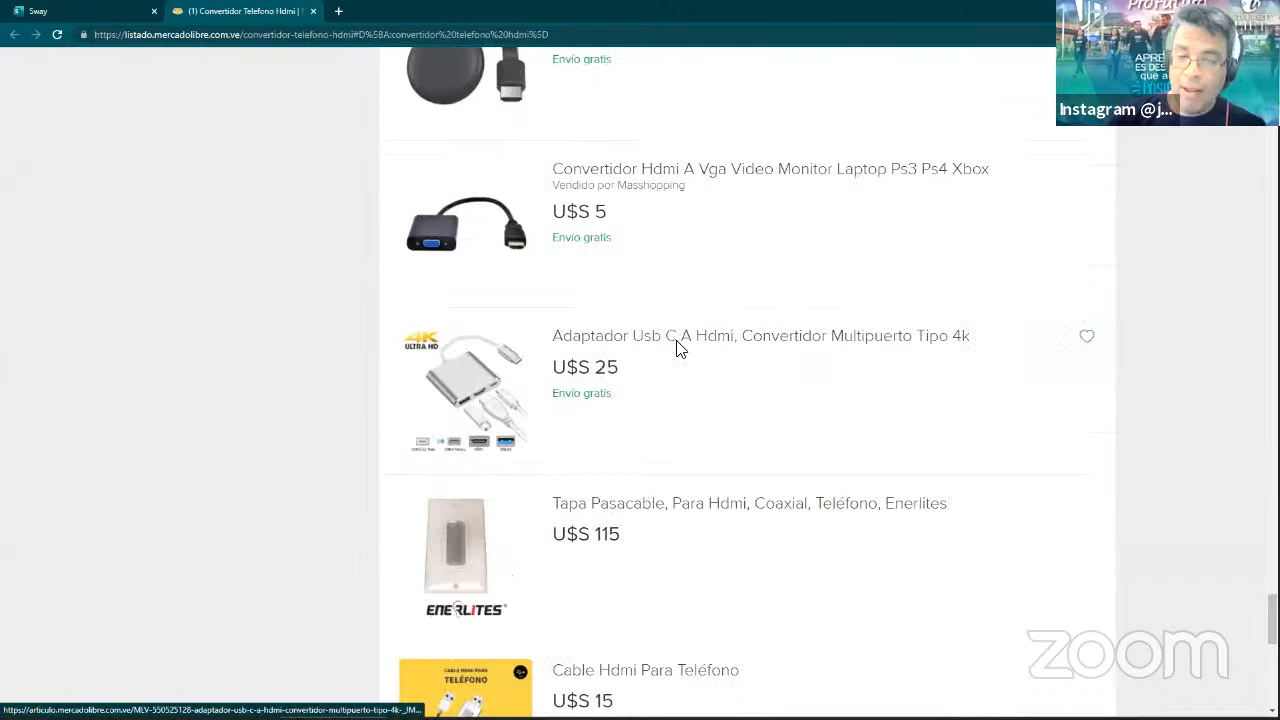 Sway
(1) Convertidor Telefono Hdmi |
https://listado.mercadolibre.com.ve/convertidor-telefono-hdmi#D%5BA:convertidor%20telefono%20hdmi%5D
Instagram @j...
Envío gratis
Convertidor Hdmi A Vga Video Monitor Laptop Ps3 Ps4 Xbox
Vendido por Masshopping
U$S 5
Envío gratis
4K
ULTRA HD
Adaptador Usb C A Hdmi, Convertidor Multipuerto Tipo 4k
U$S 25
Envío gratis
Tapa Pasacable, Para Hdmi, Coaxial, Teléfono, Enerlites
U$S 115
ENERLITES
CABLE HDMI PARA
TELÉFONO
Cable Hdmi Para Teléfono
U$S 15
zoom
https://articulo.mercadolibre.com.ve/MLV-550525128-adaptador-usb-c-a-hdmi-convertidor-multipuerto-tipo-4k-_JM...